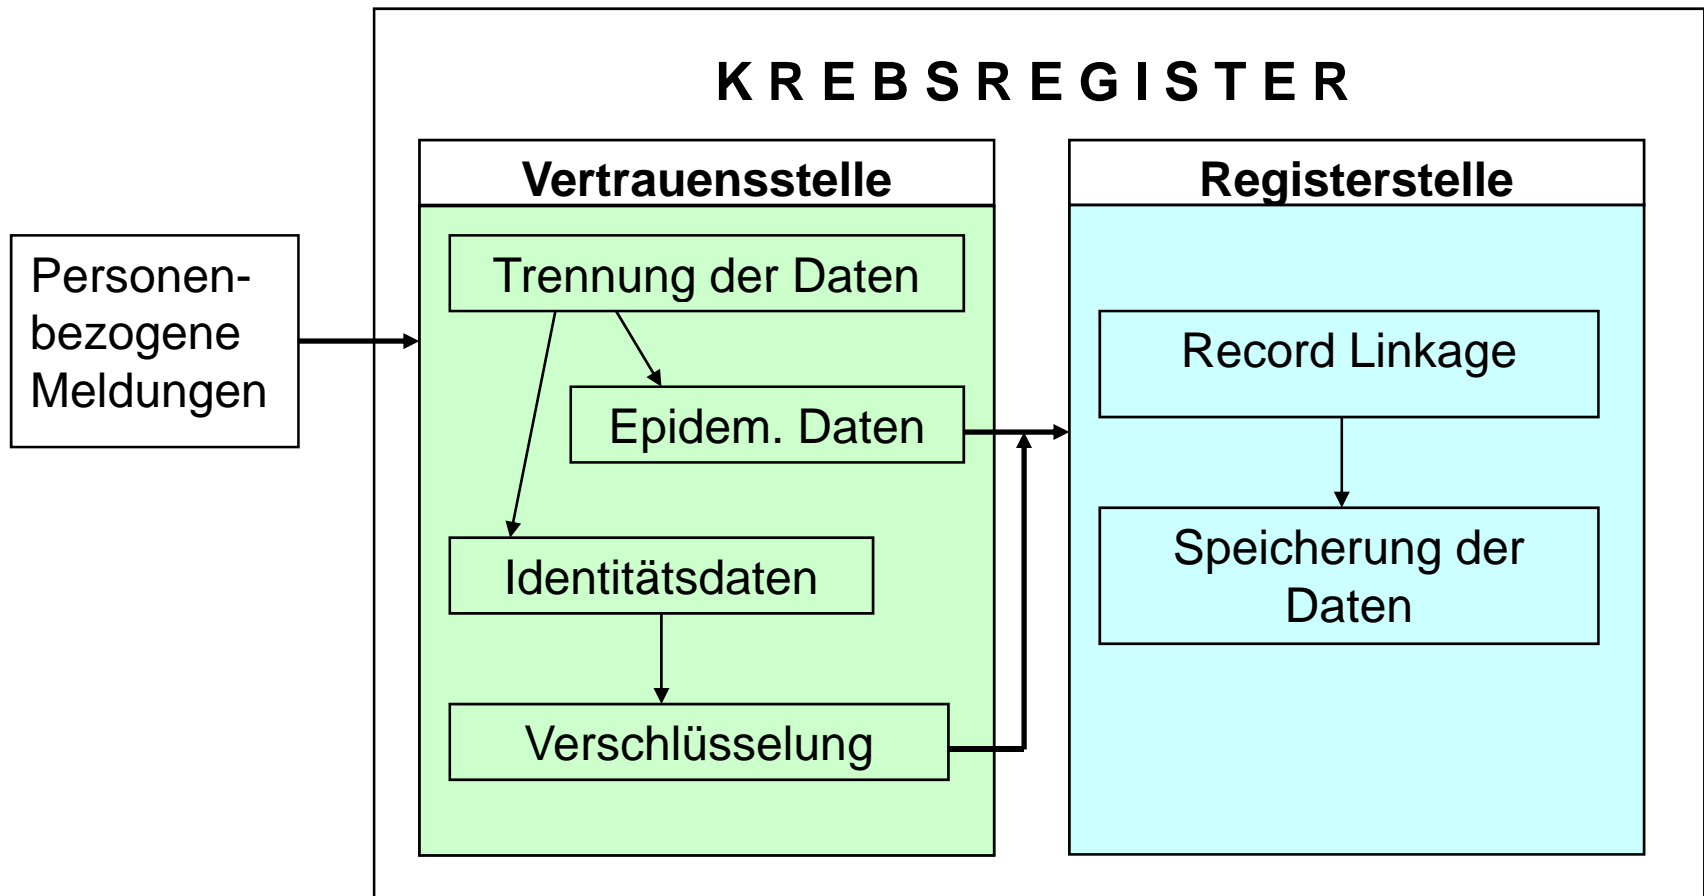 KREBSREGISTER
Vertrauensstelle
Registerstelle
Personen-
bezogene
Meldungen
Trennung der Daten
Epidem. Daten
Identitätsdaten
Verschlüsselung
Record Linkage
Speicherung der
Daten